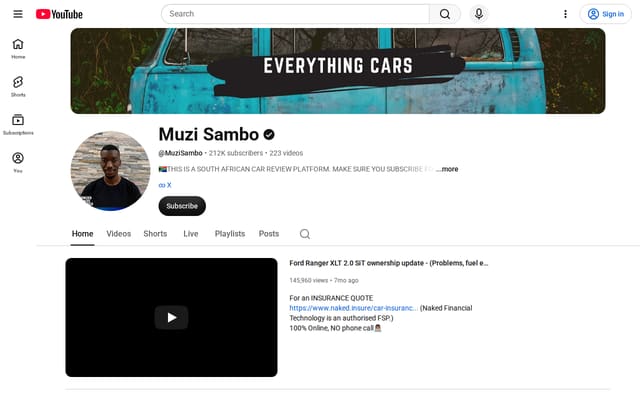 YouTube
Search
Sign in
Home
Shorts
Subscriptions
You
EVERYTHING CARS
Muzi Sambo
@MuziSambo • 212K subscribers • 223 videos
THIS IS A SOUTH AFRICAN CAR REVIEW PLATFORM. MAKE SURE YOU SUBSCRIBE ...more
X
Subscribe
Home Videos Shorts Live Playlists Posts
Ford Ranger XLT 2.0 SiT ownership update - (Problems, fuel e...
145,960 views • 7mo ago
For an INSURANCE QUOTE
https://www.naked.insure/car-insuranc... (Naked Financial
Technology is an authorised FSP.)
100% Online, NO phone call